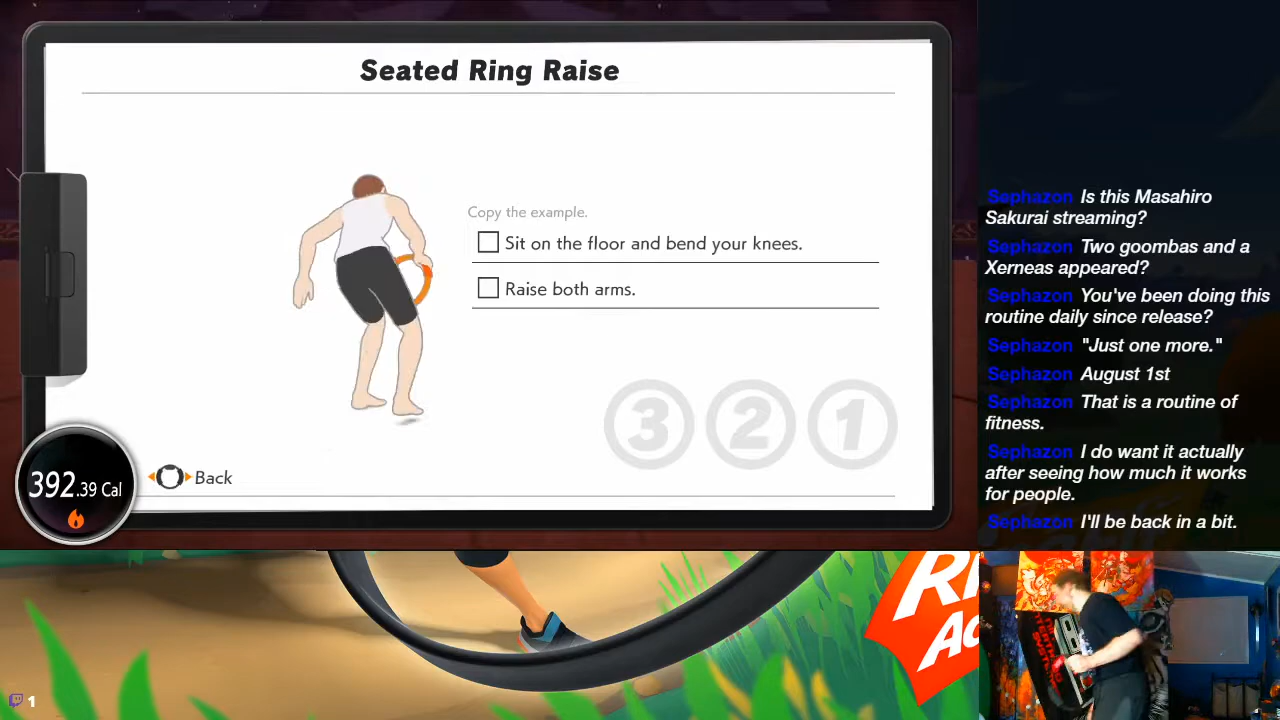 Seated Ring Raise
Copy the example.
Sit on the floor and bend your knees.
Raise both arms.
3 2 1
392.39 Cal
Back
Sephazon Is this Masahiro
Sakurai streaming?
Sephazon Two goombas and a
Xerneas appeared?
Sephazon You've been doing this
routine daily since release?
Sephazon "Just one more."
Sephazon August 1st
Sephazon That is a routine of
fitness.
Sephazon I do want it actually
after seeing how much it works
for people.
Sephazon I'll be back in a bit.
1